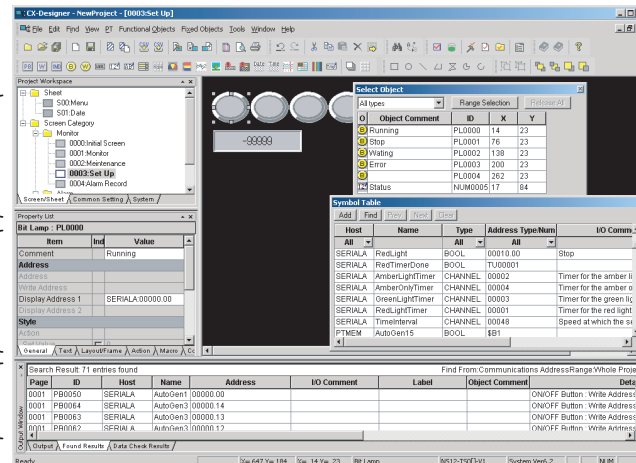 CX-Designer - NewProject - [0003:Set Up]
File Edit Find View PT Functional Objects Fixed Objects Tools Window Help
Project Workspace
Sheet
S00:Menu
S01:Date
Screen Category
Monitor
0000:Initial Screen
0001:Monitor
0002:Maintenance
0003:Set Up
0004:Alarm Record
Alarm
Screen/Sheet Common Setting System
-99999
Select Object
All types Range Selection Release All
O Object Comment ID X Y
Running PL0000 14 23
Stop PL0001 76 23
Wating PL0002 138 23
Error PL0003 200 23
PL0004 262 23
Status NUM0005 17 84
Property List
Bit Lamp : PL0000
Item Ind Value
Comment Running
Address
Address
Write Address
Display Address 1 SERIALA:00000.00
Display Address 2
Style
Action
General Text Layout/Frame Action Macro
Symbol Table
Add Find Prev Next Clear
Host Name Type Address Type/Num I/O Comm
All All All
SERIALA RedLight BOOL 00010.00 Stop
SERIALA RedTimerDone BOOL TU00001
SERIALA AmberLightTimer CHANNEL 00002 Timer for the amber li
SERIALA AmberOnlyTimer CHANNEL 00004 Timer for the amber o
SERIALA GreenLightTimer CHANNEL 00003 Timer for the green lig
SERIALA RedLightTimer CHANNEL 00001 Timer for the red light
SERIALA TimeInterval CHANNEL 00048 Speed at which the se
PTMEM AutoGen15 BOOL $B1
Search Result: 71 entries found Find From:Communications AddressRange:Whole Proje
Page ID Host Name Address I/O Comment Label Object Comment Deta
0001 PB0050 SERIALA AutoGen1 00000.00 ON/OFF Button : Write Address
0001 PB0064 SERIALA AutoGen3 00000.14 ON/OFF Button : Write Address
0001 PB0063 SERIALA AutoGen3 00000.13 ON/OFF Button : Write Address
0001 PB0062 SERIALA AutoGen3 00000.12 ON/OFF Button : Write Address
Output Window
Output Found Results Data Check Results
Ready X= 647 Y= 184 X= 14 Y= 23 Bit Lamp NS12-TS0[]-V1 System Ver6.2 NUM